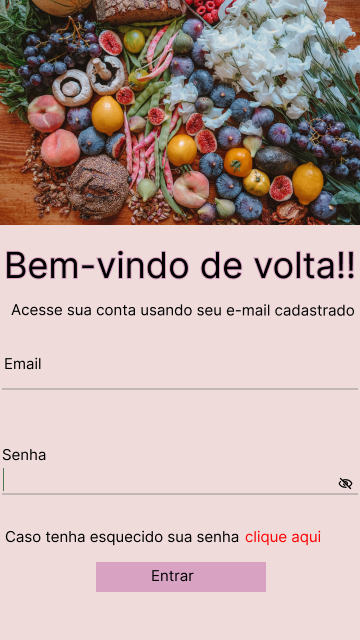 Bem-vindo de volta!!
Acesse sua conta usando seu e-mail cadastrado
Email
Senha
Caso tenha esquecido sua senha clique aqui
Entrar